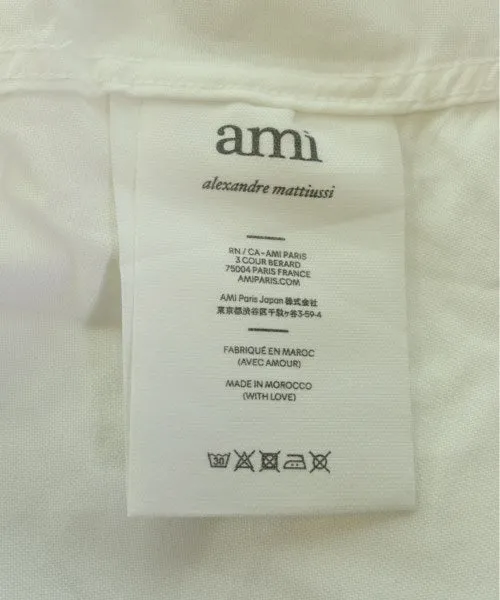 amì
alexandre mattiussi
RN / CA-AMI PARIS
3 COUR BERARD
75004 PARIS FRANCE
AMIPARIS.COM
AMI Paris Japan 株式会社
東京都渋谷区千駄ヶ谷3-59-4
FABRIQUÉ EN MAROC
(AVEC AMOUR)
MADE IN MOROCCO
(WITH LOVE)
30